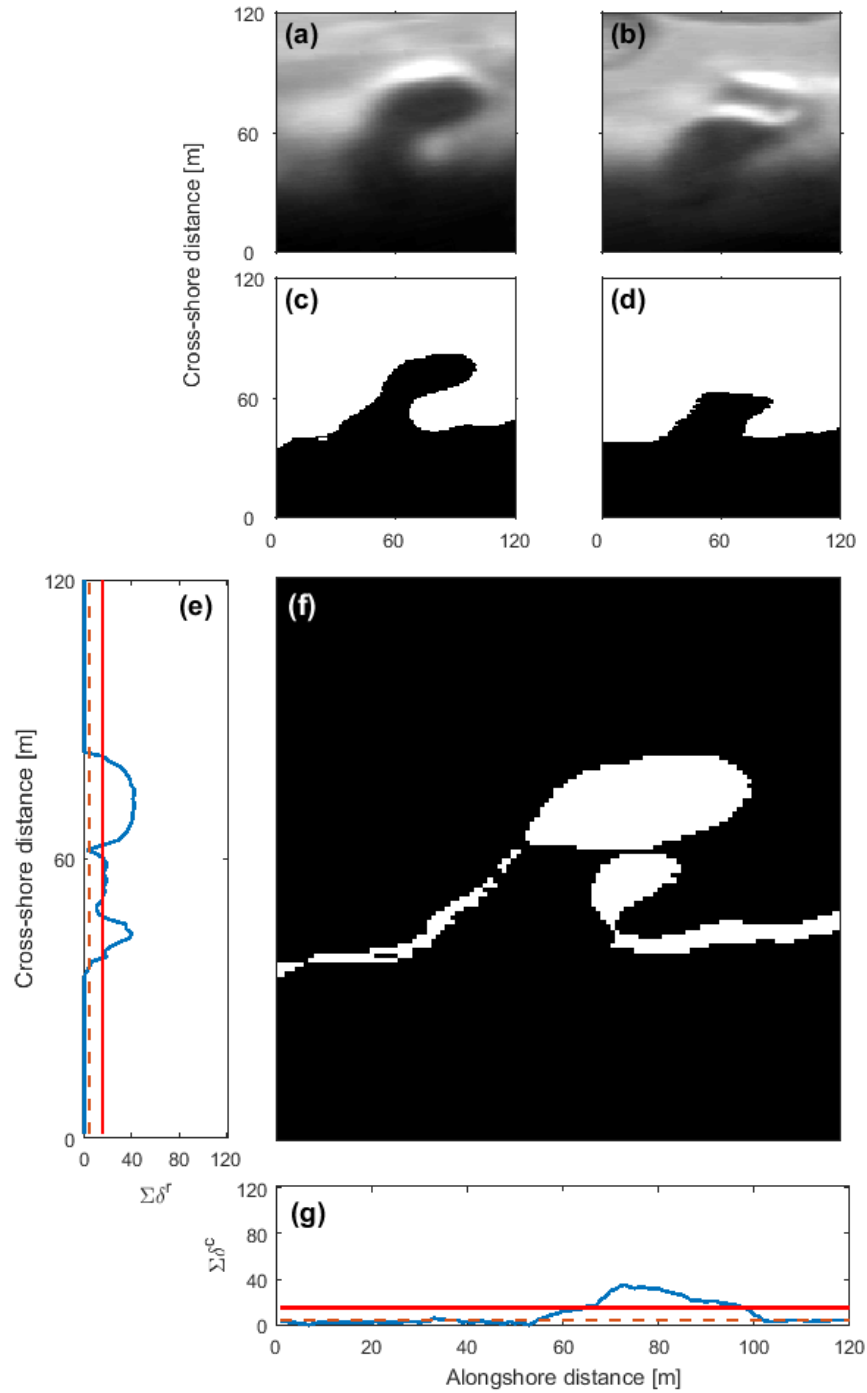 120
(a)
(b)
60
0
Cross-shore distance [m]
120
(c)
(d)
60
0
0 60 120 0 60 120
120
(e)
(f)
Cross-shore distance [m]
60
0
0 40 80 120
Σδʳ
120
(g)
80
Σδᶜ
40
0
0 20 40 60 80 100 120
Alongshore distance [m]